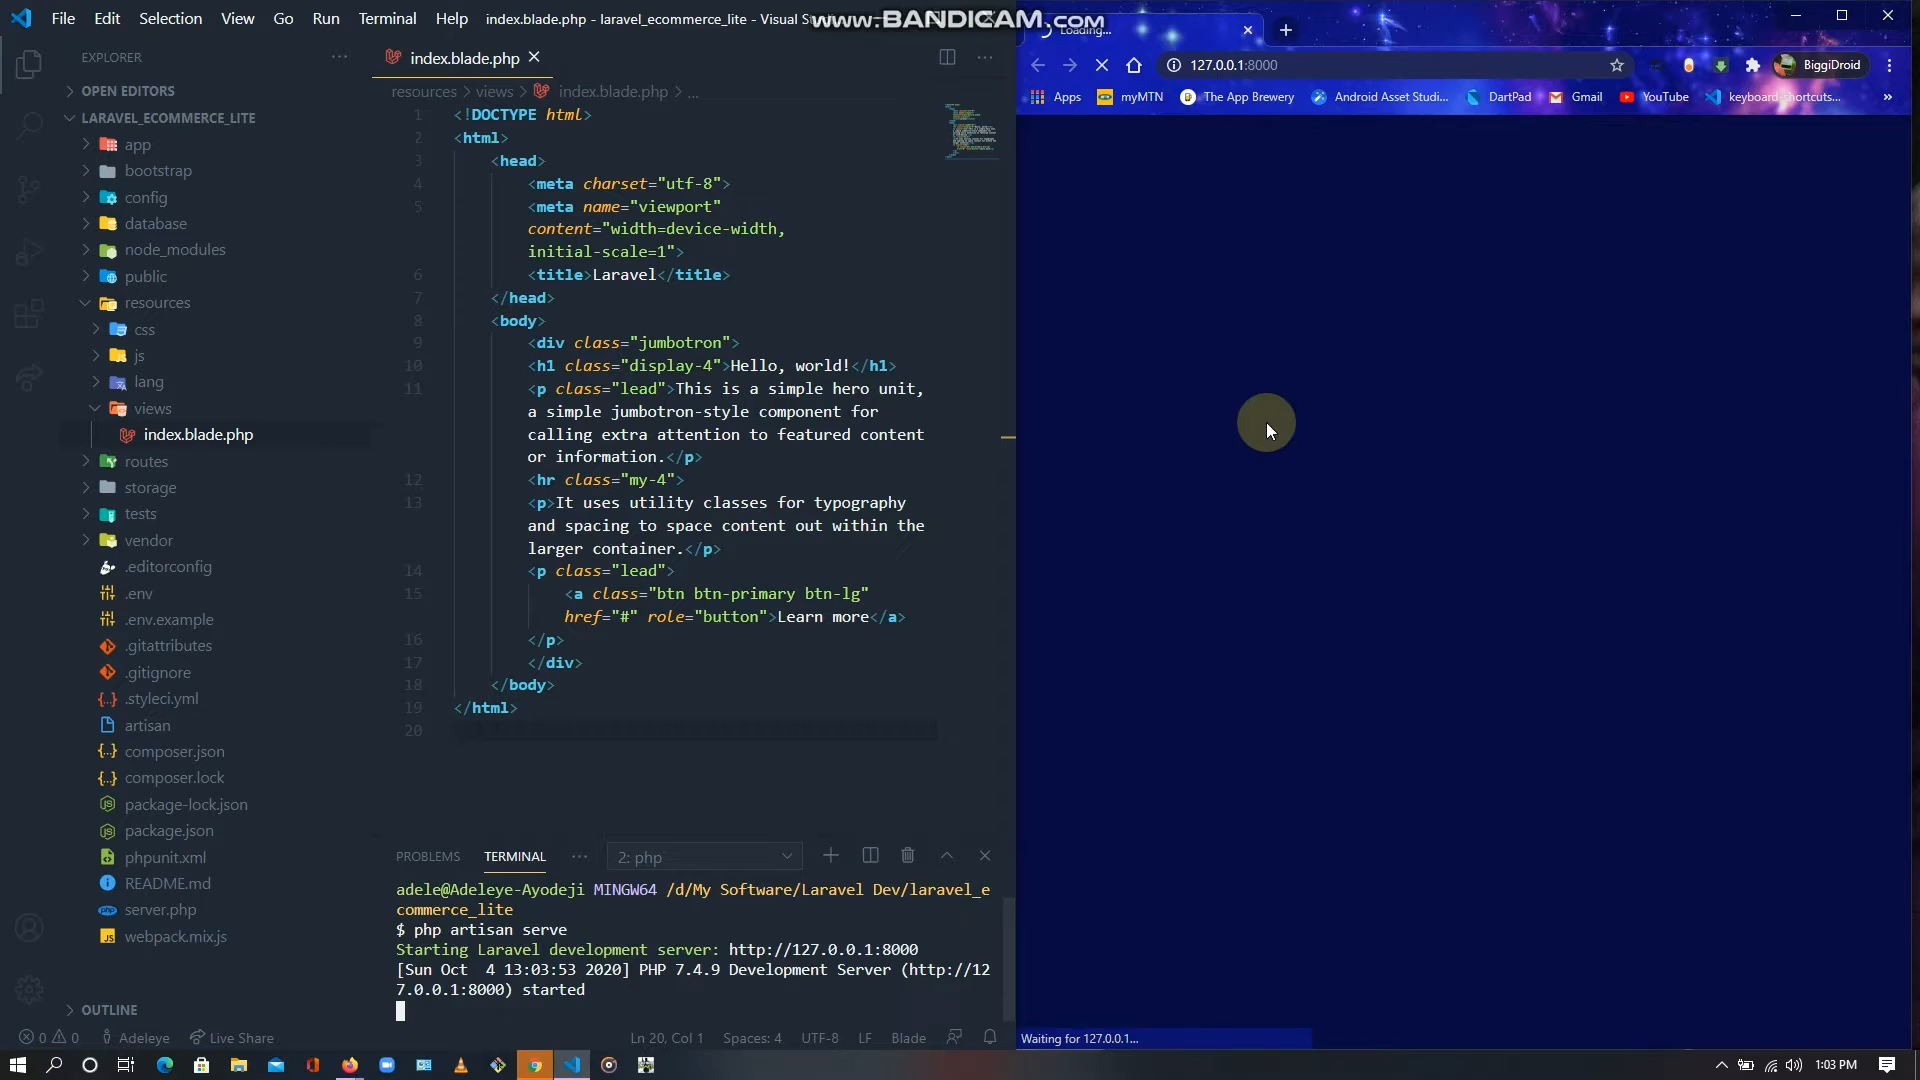 File Edit Selection View Go Run Terminal Help index.blade.php - laravel_ecommerce_lite - Visual
www.BANDICAM.com
Loading...
EXPLORER
index.blade.php
127.0.0.1:8000
BiggiDroid
OPEN EDITORS
resources > views > index.blade.php > ...
Apps myMTN The App Brewery Android Asset Studi... DartPad Gmail YouTube keyboard-shortcuts... »
LARAVEL_ECOMMERCE_LITE
app
bootstrap
config
database
node_modules
public
resources
css
js
lang
views
index.blade.php
routes
storage
tests
vendor
.editorconfig
.env
.env.example
.gitattributes
.gitignore
.styleci.yml
artisan
composer.json
composer.lock
package-lock.json
package.json
phpunit.xml
README.md
server.php
webpack.mix.js
OUTLINE
1 <!DOCTYPE html>
2 <html>
3 <head>
4 <meta charset="utf-8">
5 <meta name="viewport"
content="width=device-width,
initial-scale=1">
6 <title>Laravel</title>
7 </head>
8 <body>
9 <div class="jumbotron">
10 <h1 class="display-4">Hello, world!</h1>
11 <p class="lead">This is a simple hero unit,
a simple jumbotron-style component for
calling extra attention to featured content
or information.</p>
12 <hr class="my-4">
13 <p>It uses utility classes for typography
and spacing to space content out within the
larger container.</p>
14 <p class="lead">
15 <a class="btn btn-primary btn-lg"
href="#" role="button">Learn more</a>
16 </p>
17 </div>
18 </body>
19 </html>
20
PROBLEMS TERMINAL ... 2: php
adele@Adeleye-Ayodeji MINGW64 /d/My Software/Laravel Dev/laravel_e
commerce_lite
$ php artisan serve
Starting Laravel development server: http://127.0.0.1:8000
[Sun Oct  4 13:03:53 2020] PHP 7.4.9 Development Server (http://12
7.0.0.1:8000) started
0 0 Adeleye Live Share Ln 20, Col 1 Spaces: 4 UTF-8 LF Blade
Waiting for 127.0.0.1...
1:03 PM